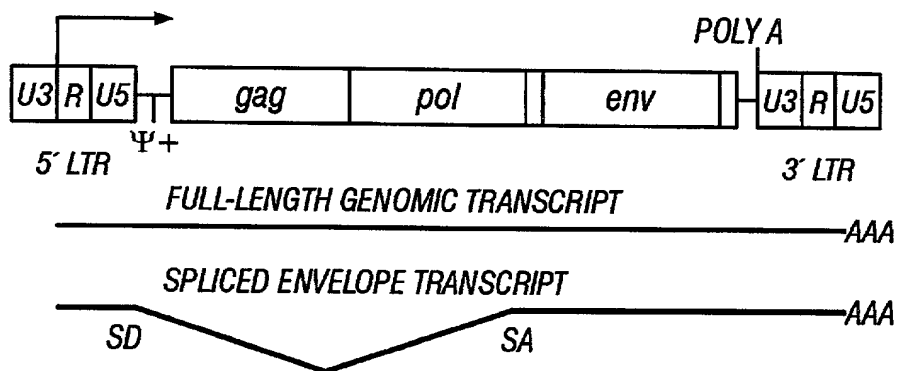 POLY A
U3 R U5 gag pol env U3 R U5
Ψ+
5´ LTR 3´ LTR
FULL-LENGTH GENOMIC TRANSCRIPT
AAA
SPLICED ENVELOPE TRANSCRIPT
AAA
SD SA